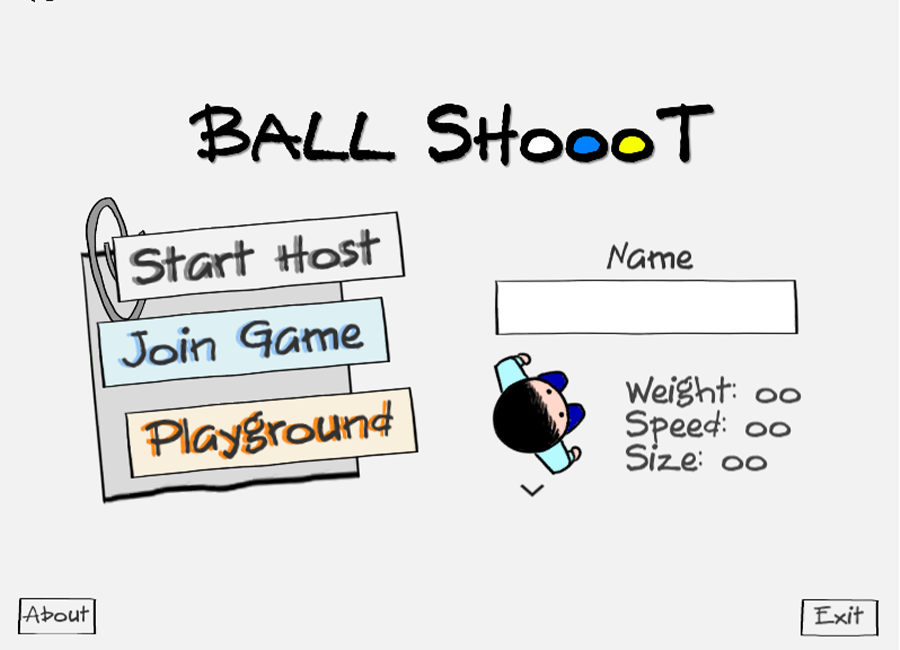 BALL SHOOOT
Start Host
Join Game
Playground
Name
Weight: 00
Speed: 00
Size: 00
About
Exit